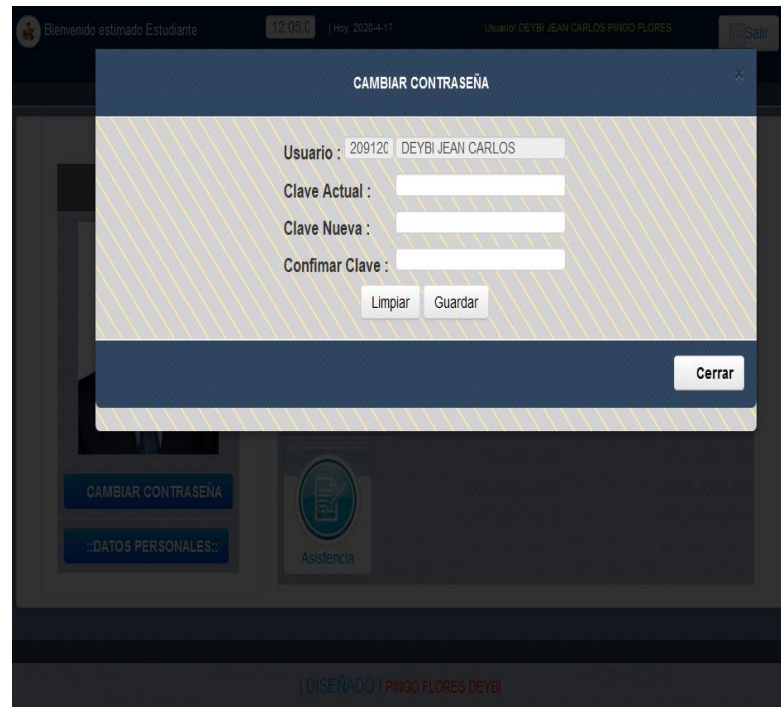 Bienvenido estimado Estudiante 12:05:0 | Hoy: 2020-4-17 Usuario! DEYBI JEAN CARLOS PINGO FLORES Salir
CAMBIAR CONTRASEÑA ×
Usuario : 209120 DEYBI JEAN CARLOS
Clave Actual :
Clave Nueva :
Confimar Clave :
Limpiar Guardar
Cerrar
CAMBIAR CONTRASEÑA
::DATOS PERSONALES::
Asistencia
| DISEÑADO | PINGO FLORES DEYBI